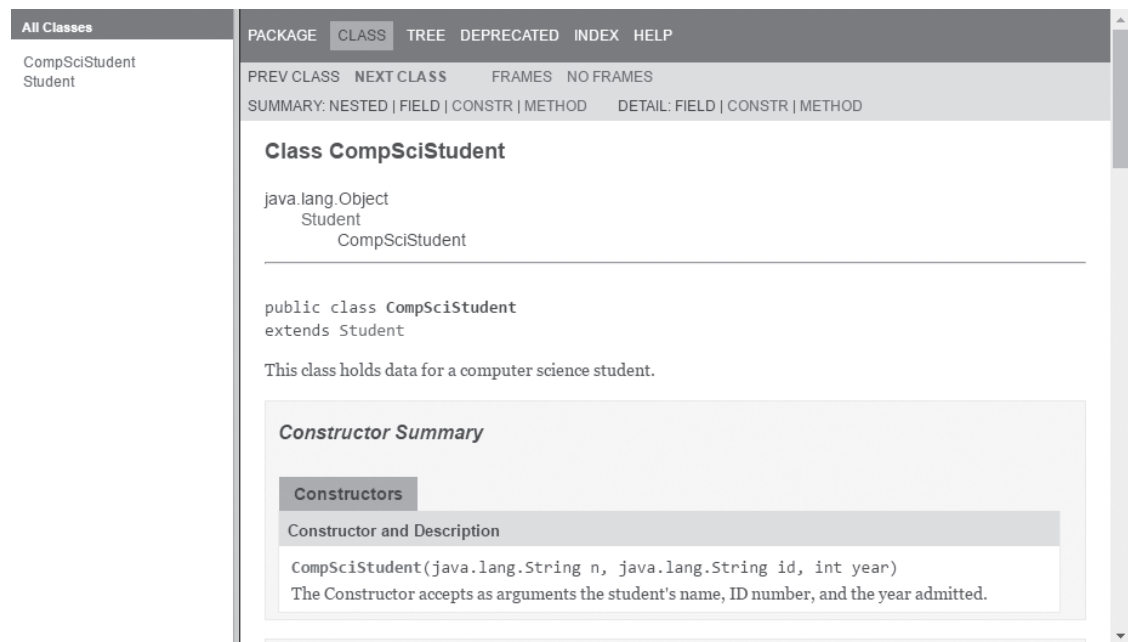 All Classes
CompSciStudent
Student
PACKAGE CLASS TREE DEPRECATED INDEX HELP
PREV CLASS NEXT CLASS FRAMES NO FRAMES
SUMMARY: NESTED | FIELD | CONSTR | METHOD DETAIL: FIELD | CONSTR | METHOD
Class CompSciStudent
java.lang.Object
Student
CompSciStudent
public class CompSciStudent
extends Student
This class holds data for a computer science student.
Constructor Summary
Constructors
Constructor and Description
CompSciStudent(java.lang.String n, java.lang.String id, int year)
The Constructor accepts as arguments the student's name, ID number, and the year admitted.